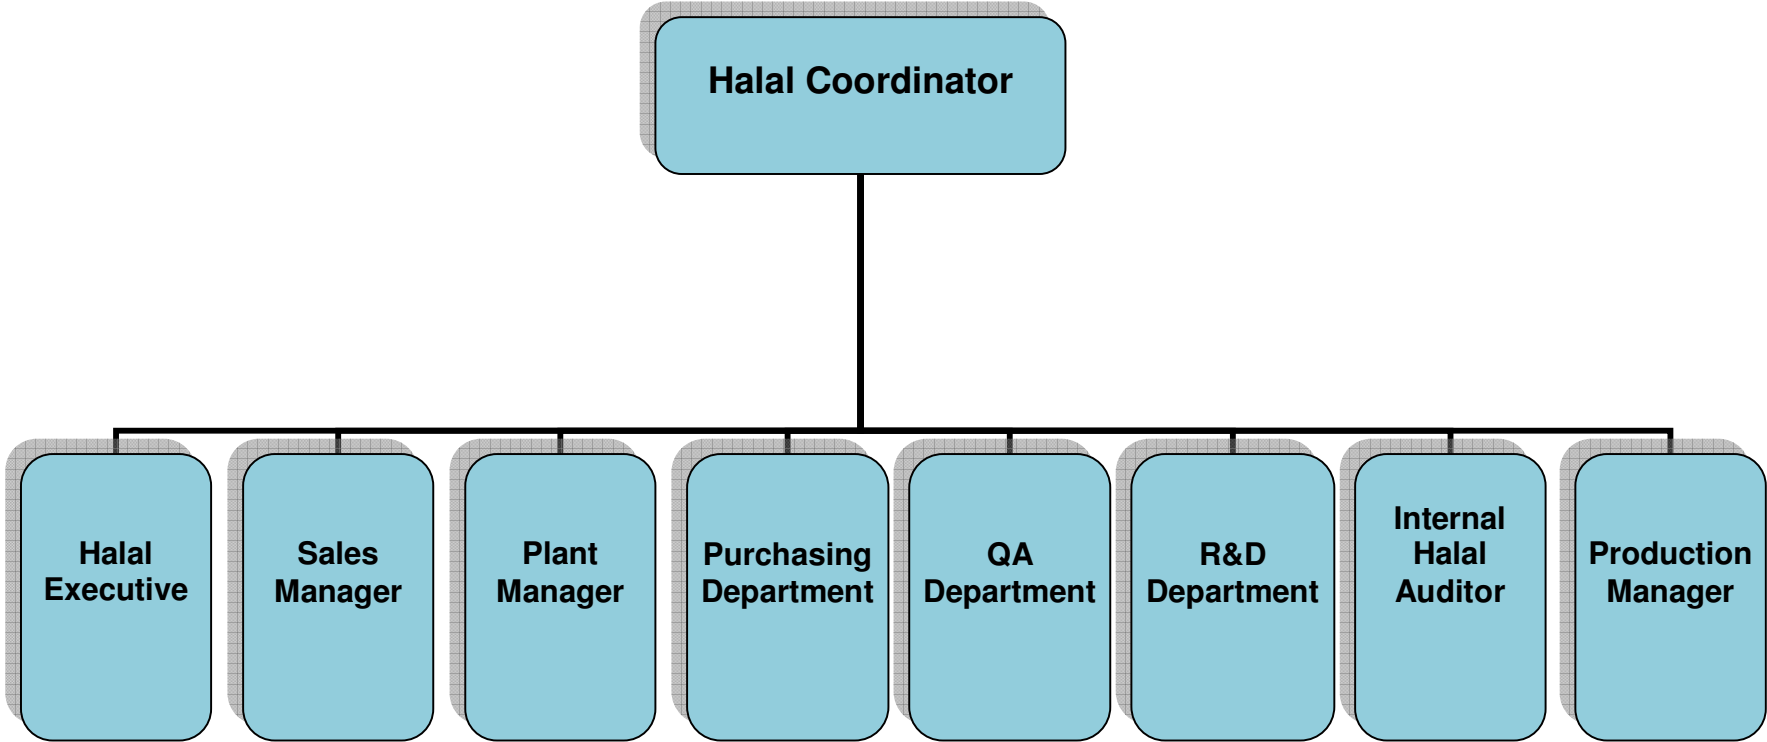 Halal Coordinator
Halal
Executive
Sales
Manager
Plant
Manager
Purchasing
Department
QA
Department
R&D
Department
Internal
Halal
Auditor
Production
Manager